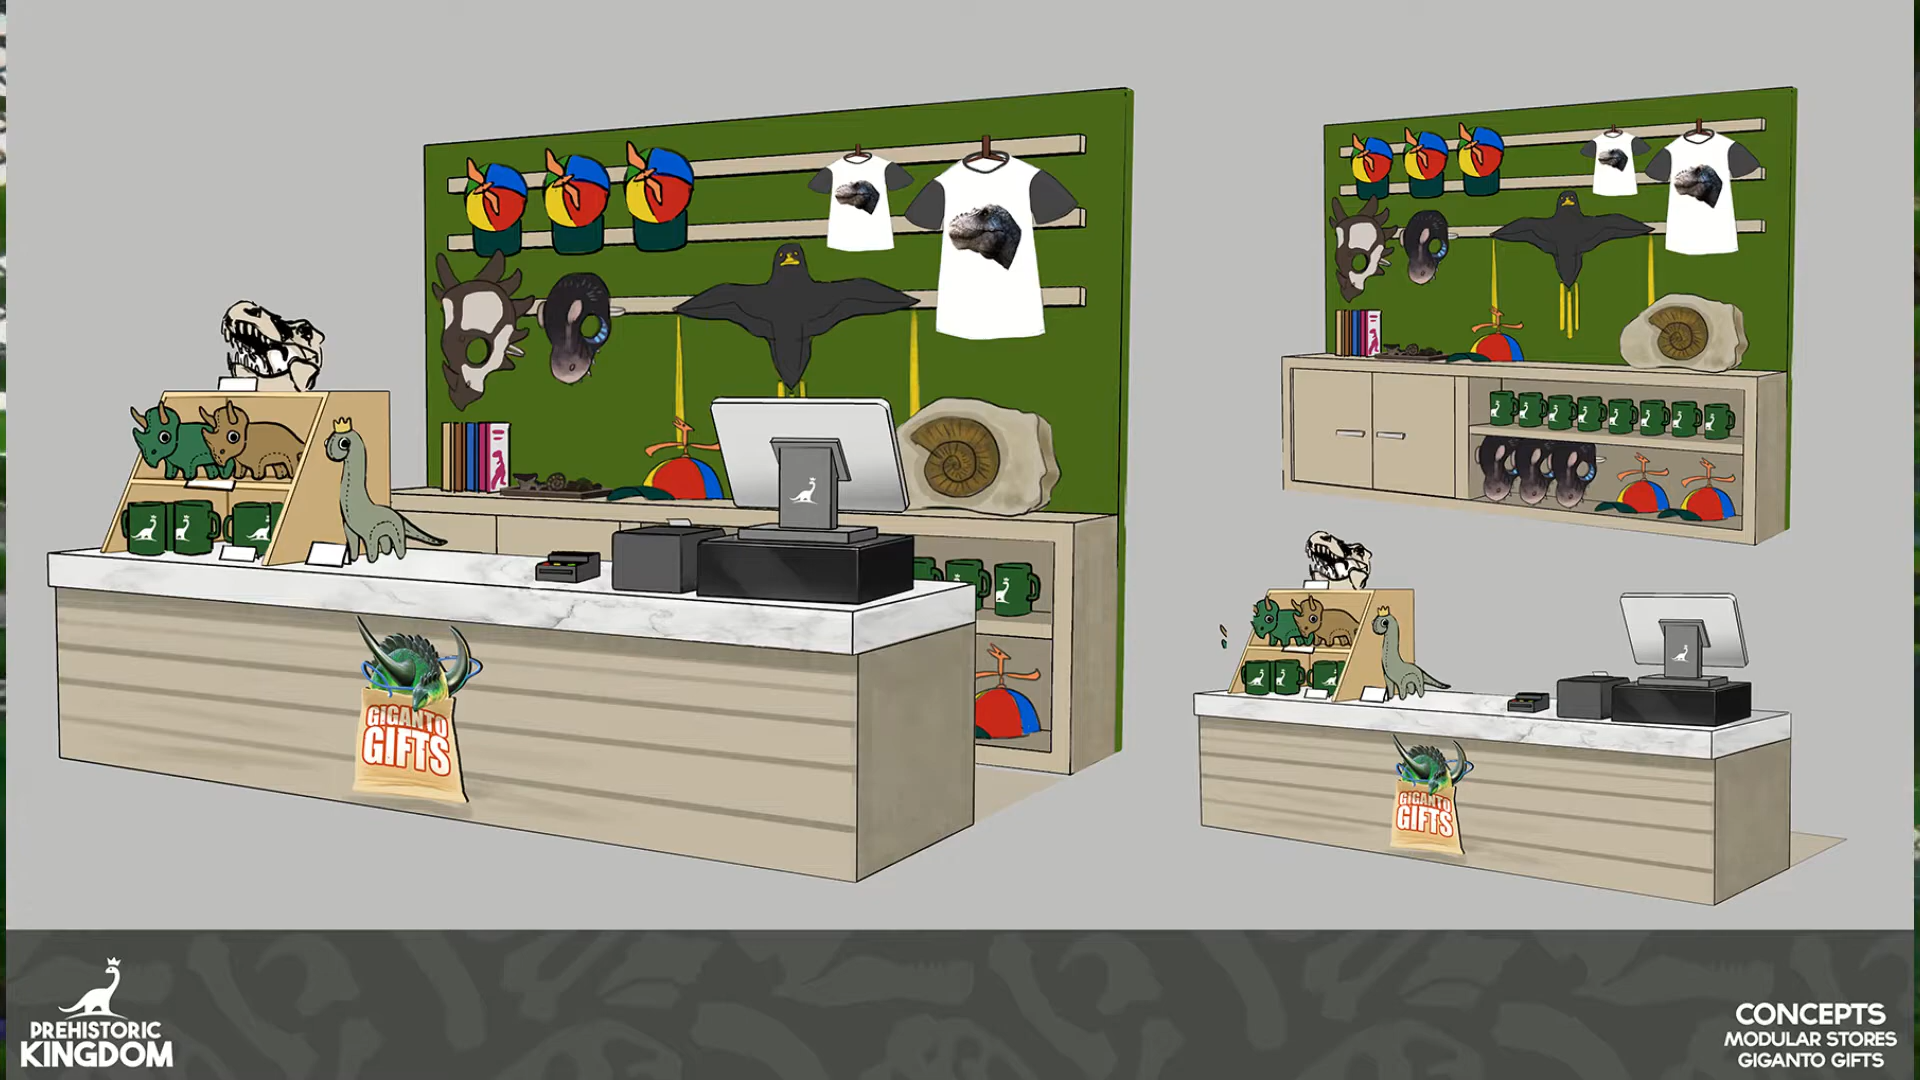 GiGANTO
GIFTS
GiGANTO
GIFTS
PREHISTORIC
KINGDOM
CONCEPTS
MODULAR STORES
GIGANTO GIFTS